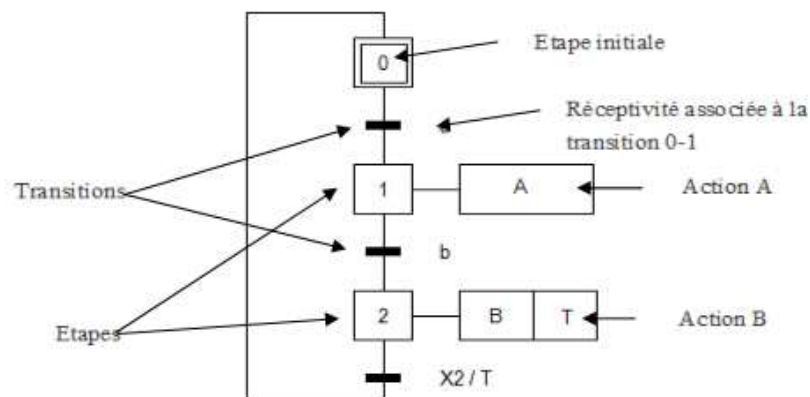 Etape initiale
0
Réceptivité associée à la
transition 0-1
Transitions
1
A
Action A
b
Etapes
2
B
T
Action B
X2 / T